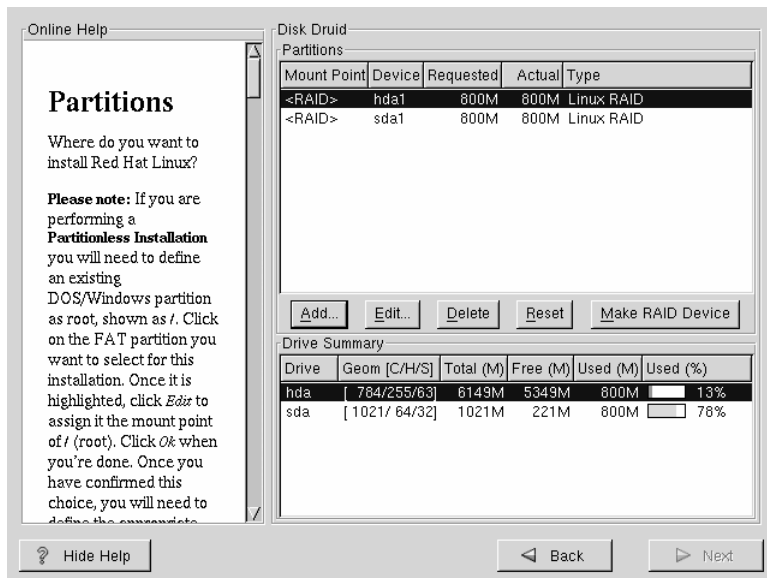 Online Help
Partitions
Where do you want to
install Red Hat Linux?
Please note: If you are
performing a
Partitionless Installation
you will need to define
an existing
DOS/Windows partition
as root, shown as /. Click
on the FAT partition you
want to select for this
installation. Once it is
highlighted, click Edit to
assign it the mount point
of / (root). Click Ok when
you're done. Once you
have confirmed this
choice, you will need to
define the appropriate
Disk Druid
Partitions
Mount Point Device Requested Actual Type
<RAID> hda1 800M 800M Linux RAID
<RAID> sda1 800M 800M Linux RAID
Add... Edit... Delete Reset Make RAID Device
Drive Summary
Drive Geom [C/H/S] Total (M) Free (M) Used (M) Used (%)
hda [ 784/255/63] 6149M 5349M 800M 13%
sda [ 1021/ 64/32] 1021M 221M 800M 78%
Hide Help Back Next